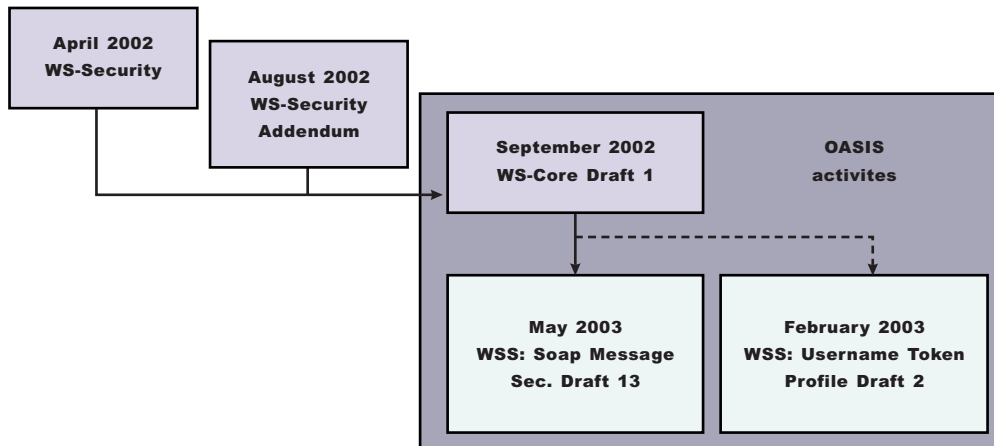 April 2002
WS-Security
August 2002
WS-Security
Addendum
September 2002
WS-Core Draft 1
OASIS
activites
May 2003
WSS: Soap Message
Sec. Draft 13
February 2003
WSS: Username Token
Profile Draft 2